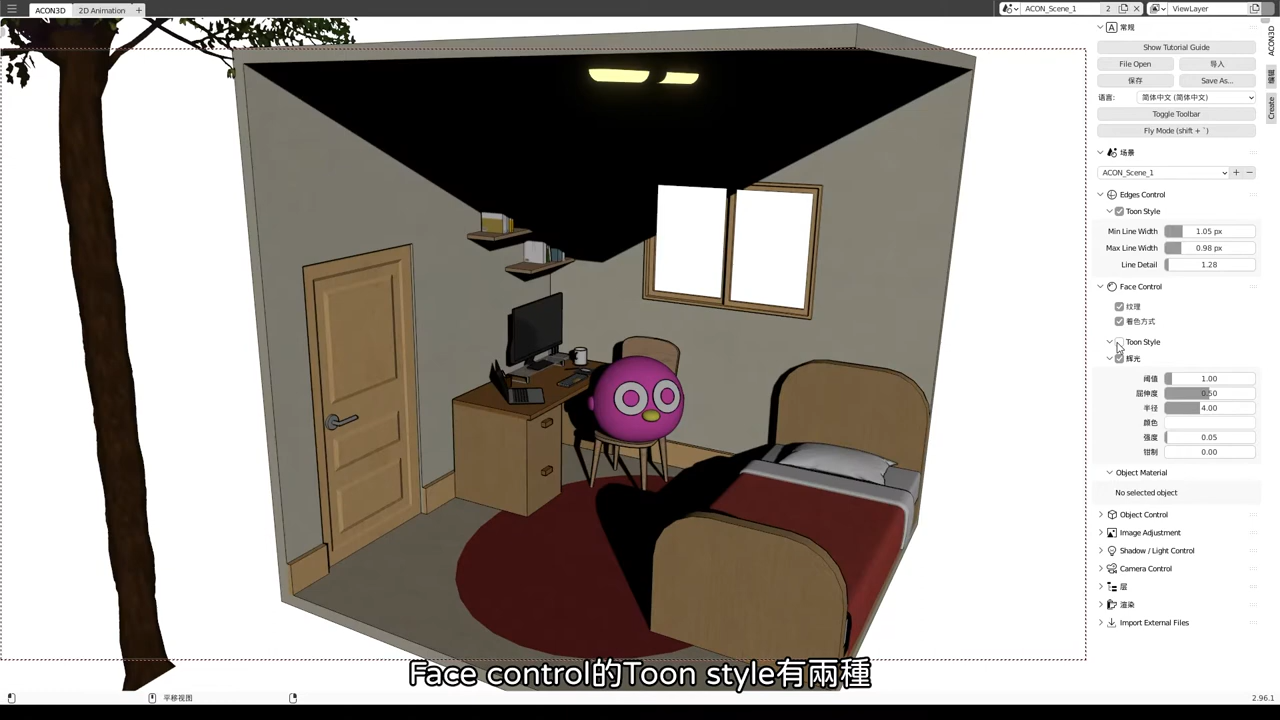 ACON3D
2D Animation
+
ACON_Scene_1
2
ViewLayer
常规
Show Tutorial Guide
File Open
导入
保存
Save As...
语言:
简体中文 (简体中文)
Toggle Toolbar
Fly Mode (shift + `)
场景
ACON_Scene_1
Edges Control
Toon Style
Min Line Width
1.05 px
Max Line Width
0.98 px
Line Detail
1.28
Face Control
纹理
着色方式
Toon Style
辉光
阈值
1.00
屈伸度
0.50
半径
4.00
颜色
强度
0.05
钳制
0.00
Object Material
No selected object
Object Control
Image Adjustment
Shadow / Light Control
Camera Control
层
渲染
Import External Files
ACON3D
编辑
Create
Face control的Toon style有兩種
平移视图
2.96.1